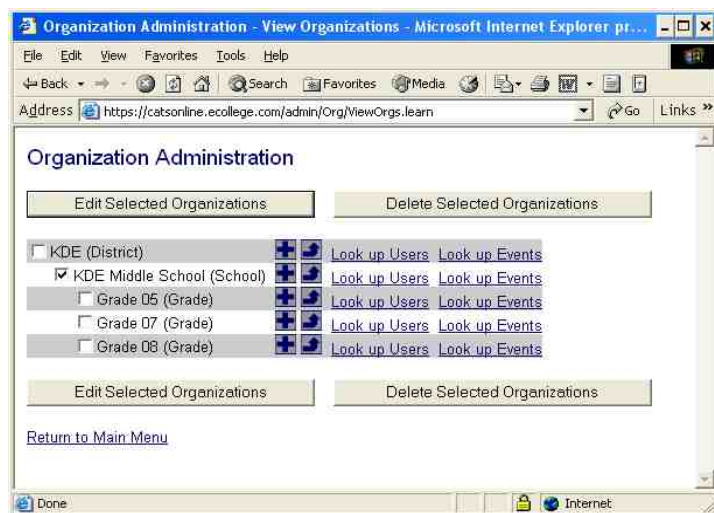 Organization Administration - View Organizations - Microsoft Internet Explorer pr...
File Edit View Favorites Tools Help
Back Search Favorites Media
Address https://catsonline.ecollege.com/admin/Org/ViewOrgs.learn Go Links »
Organization Administration
Edit Selected Organizations Delete Selected Organizations
KDE (District) Look up Users Look up Events
KDE Middle School (School) Look up Users Look up Events
Grade 05 (Grade) Look up Users Look up Events
Grade 07 (Grade) Look up Users Look up Events
Grade 08 (Grade) Look up Users Look up Events
Edit Selected Organizations Delete Selected Organizations
Return to Main Menu
Done Internet